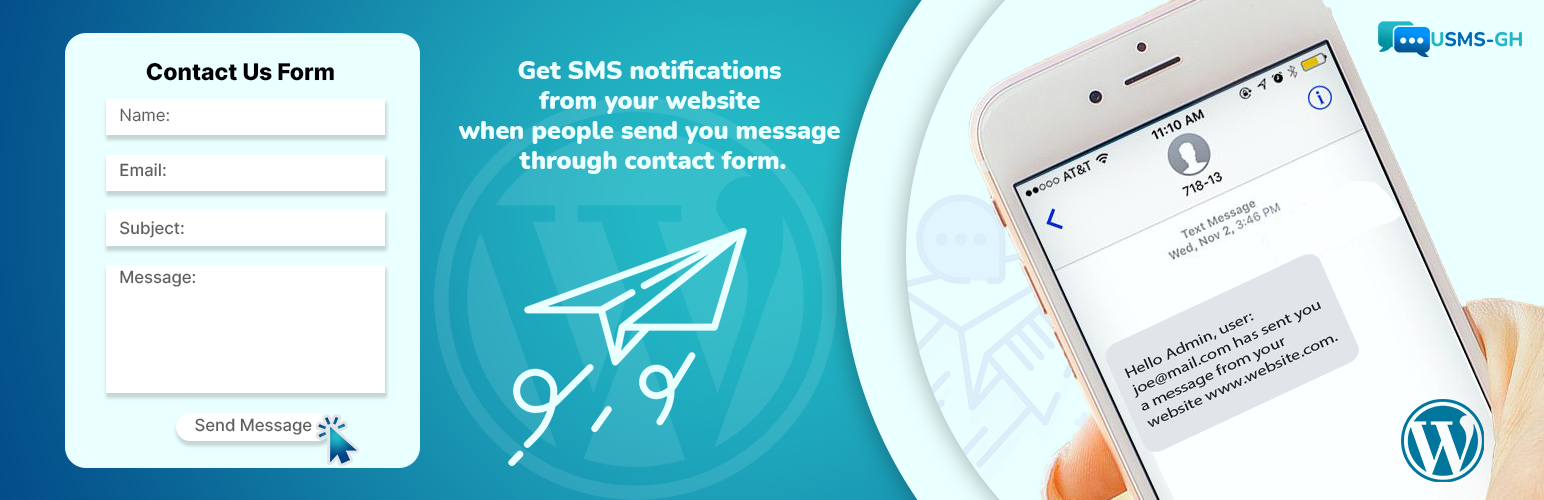 Contact Us Form
Name:
Email:
Subject:
Message:
Send Message
Get SMS notifications
from your website
when people send you message
through contact form.
USMS-GH
AT&T
11:10 AM
718-13
Text Message
Wed, Nov 2, 3:46 PM
Hello Admin, user:
joe@mail.com has sent you
a message from your
website www.website.com.